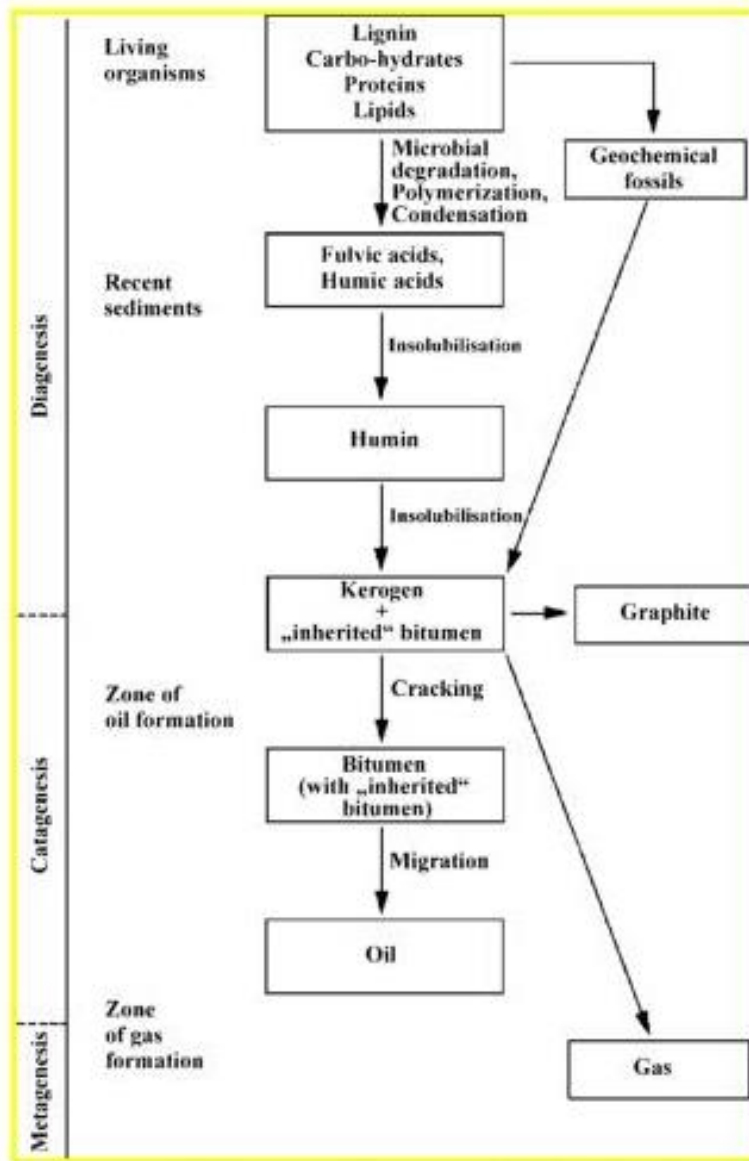 Living
organisms
Lignin
Carbo-hydrates
Proteins
Lipids
Microbial
degradation,
Polymerization,
Condensation
Geochemical
fossils
Recent
sediments
Fulvic acids,
Humic acids
Insolubilisation
Humin
Insolubilisation
Diagenesis
Kerogen
+
„inherited“ bitumen
Graphite
Cracking
Zone of
oil formation
Bitumen
(with „inherited“
bitumen)
Migration
Catagenesis
Oil
Zone
of gas
formation
Gas
Metagenesis